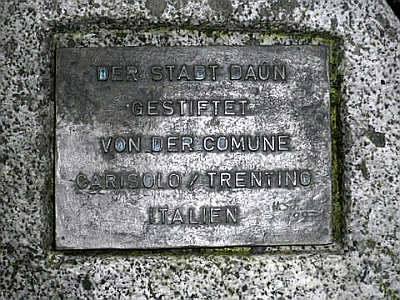 DER STADT DAUN
GESTIFTET
VON DER COMUNE
CARISOLO / TRENTINO
ITALIEN